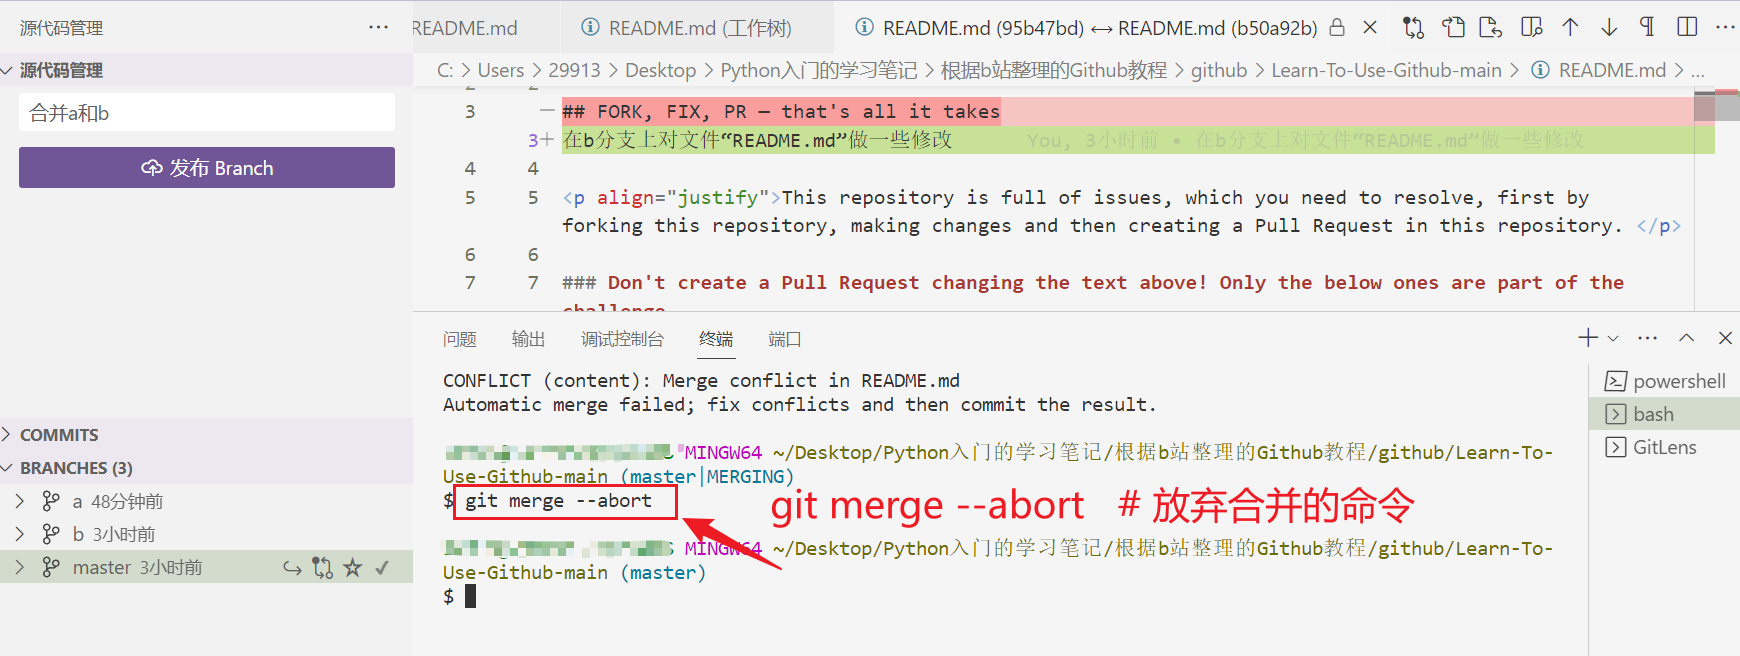 源代码管理
···
README.md
README.md (工作树)
README.md (95b47bd) ↔ README.md (b50a92b)
源代码管理
C: > Users > 29913 > Desktop > Python入门的学习笔记 > 根据b站整理的Github教程 > github > Learn-To-Use-Github-main > README.md > ...
合并a和b
发布 Branch
2 2
3 — ## FORK, FIX, PR — that's all it takes
3+ 在b分支上对文件“README.md”做一些修改 You, 3小时前 • 在b分支上对文件“README.md”做一些修改
4 4
5 5 <p align="justify">This repository is full of issues, which you need to resolve, first by
forking this repository, making changes and then creating a Pull Request in this repository. </p>
6 6
7 7 ### Don't create a Pull Request changing the text above! Only the below ones are part of the
challenge
问题 输出 调试控制台 终端 端口
CONFLICT (content): Merge conflict in README.md
Automatic merge failed; fix conflicts and then commit the result.
MINGW64 ~/Desktop/Python入门的学习笔记/根据b站整理的Github教程/github/Learn-To-
Use-Github-main (master|MERGING)
$ git merge --abort
git merge --abort # 放弃合并的命令
MINGW64 ~/Desktop/Python入门的学习笔记/根据b站整理的Github教程/github/Learn-To-
Use-Github-main (master)
$
powershell
bash
GitLens
COMMITS
BRANCHES (3)
a 48分钟前
b 3小时前
master 3小时前